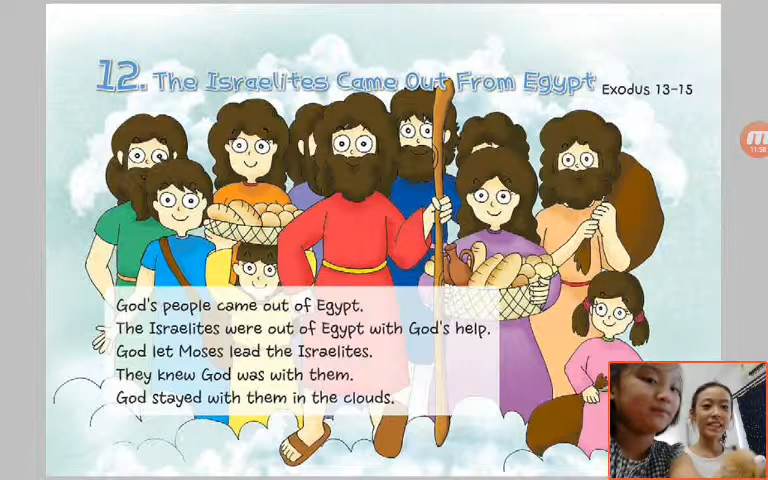 12. The Israelites Came Out From Egypt
Exodus 13-15
11:58
God's people came out of Egypt.
The Israelites were out of Egypt with God's help.
God let Moses lead the Israelites.
They knew God was with them.
God stayed with them in the clouds.